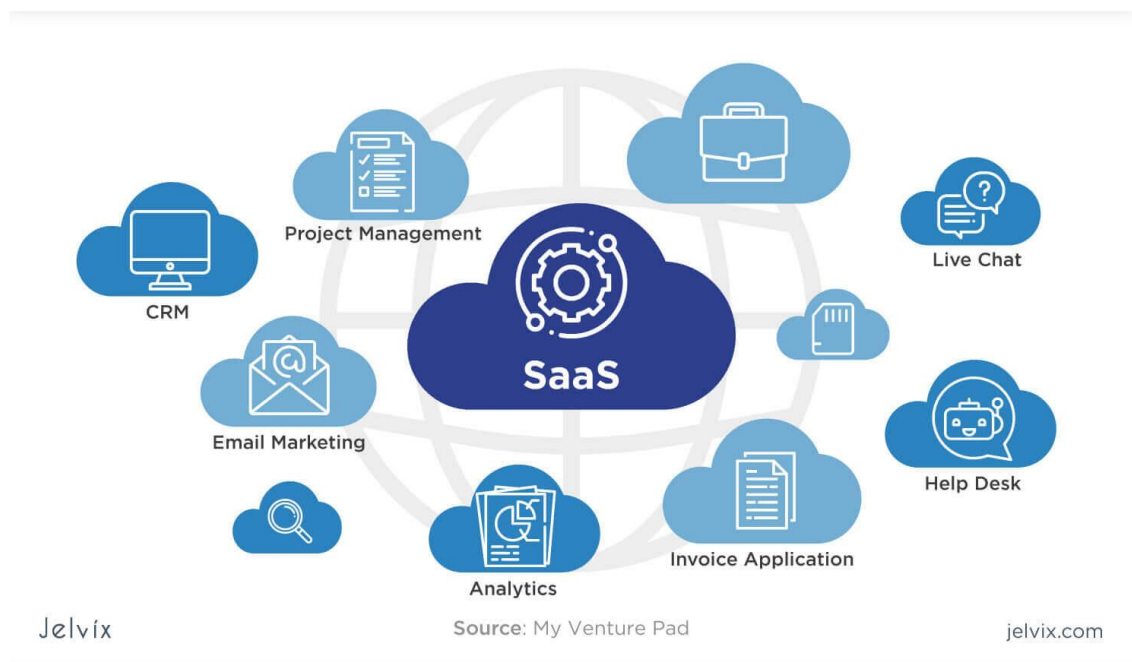 Project Management
Live Chat
CRM
SaaS
Email Marketing
Help Desk
Invoice Application
Analytics
Jelvix
Source: My Venture Pad
jelvix.com